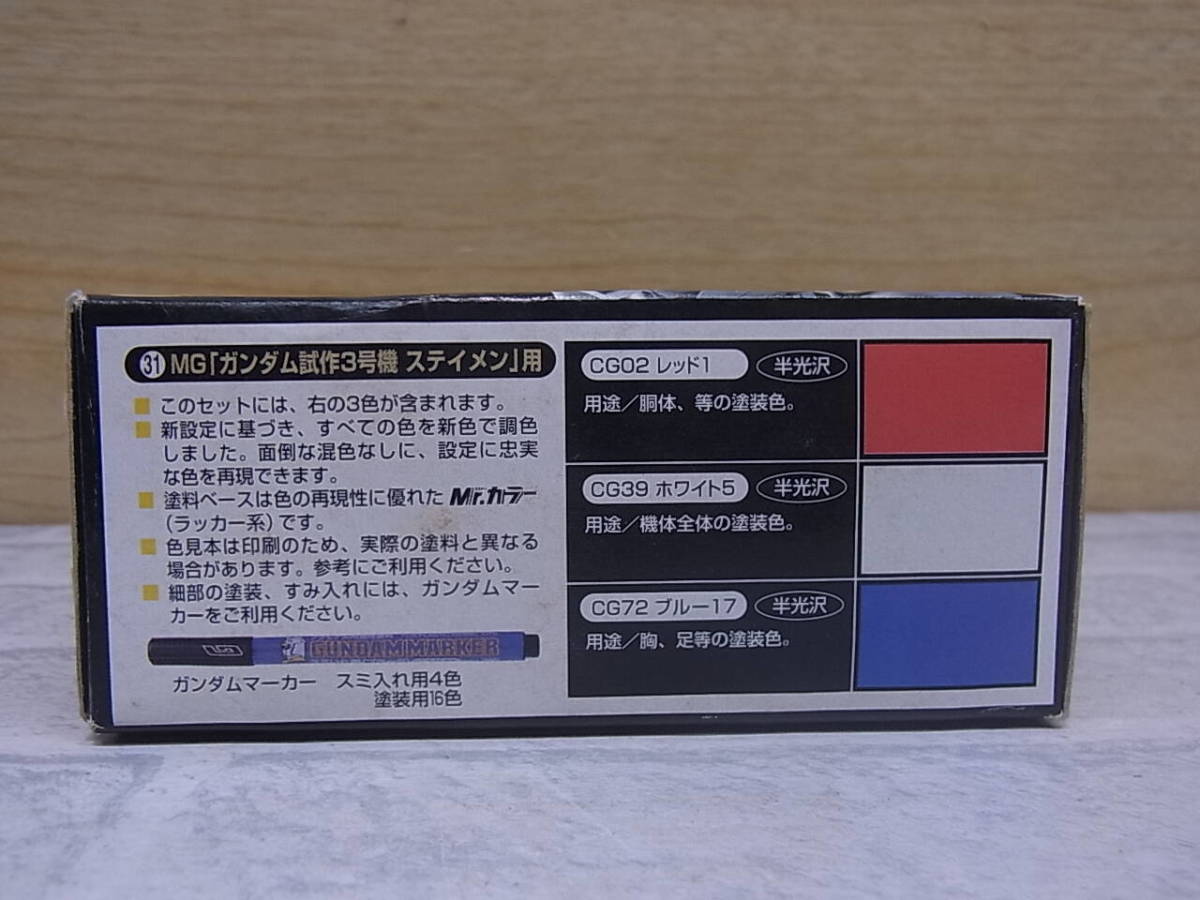 31 MG「ガンダム試作3号機 ステイメン」用
■ このセットには、右の3色が含まれます。
■ 新設定に基づき、すべての色を新色で調色
しました。面倒な混色なしに、設定に忠実
な色を再現できます。
■ 塗料ベースは色の再現性に優れた Mr.カラー
(ラッカー系)です。
■ 色見本は印刷のため、実際の塗料と異なる
場合があります。参考にご利用ください。
■ 細部の塗装、すみ入れには、ガンダムマー
カーをご利用ください。
GUNDAM MARKER
ガンダムマーカー スミ入れ用4色
塗装用16色
CG02 レッド1 半光沢
用途/胴体、等の塗装色。
CG39 ホワイト5 半光沢
用途/機体全体の塗装色。
CG72 ブルー17 半光沢
用途/胸、足等の塗装色。